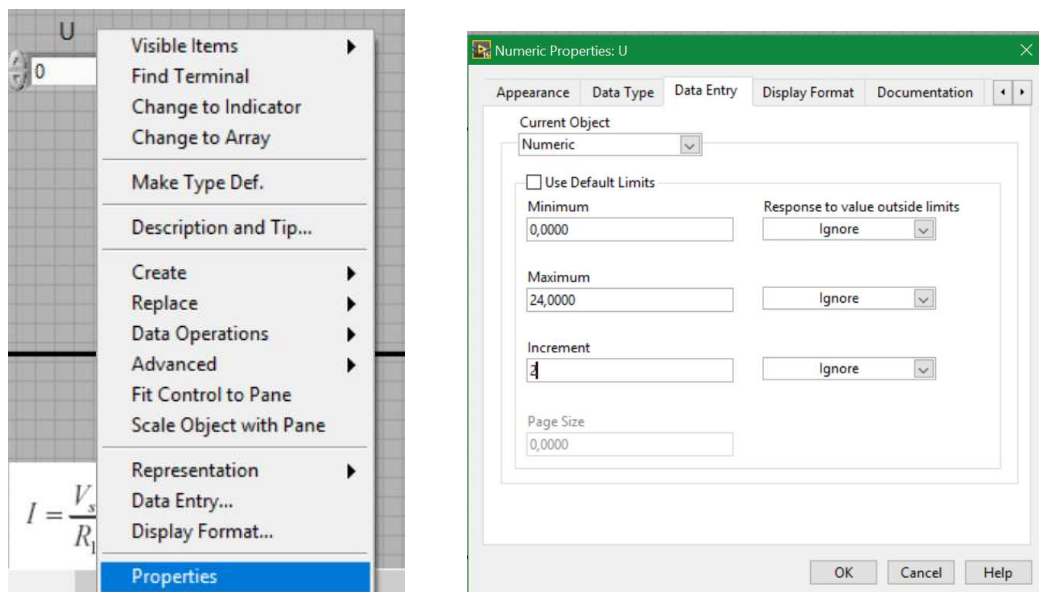 U
0
Visible Items
Find Terminal
Change to Indicator
Change to Array
Make Type Def.
Description and Tip...
Create
Replace
Data Operations
Advanced
Fit Control to Pane
Scale Object with Pane
Representation
Data Entry...
Display Format...
Properties
I = V_s
R_1
Numeric Properties: U
Appearance Data Type Data Entry Display Format Documentation
Current Object
Numeric
Use Default Limits
Minimum Response to value outside limits
0,0000 Ignore
Maximum
24,0000 Ignore
Increment
2 Ignore
Page Size
0,0000
OK Cancel Help